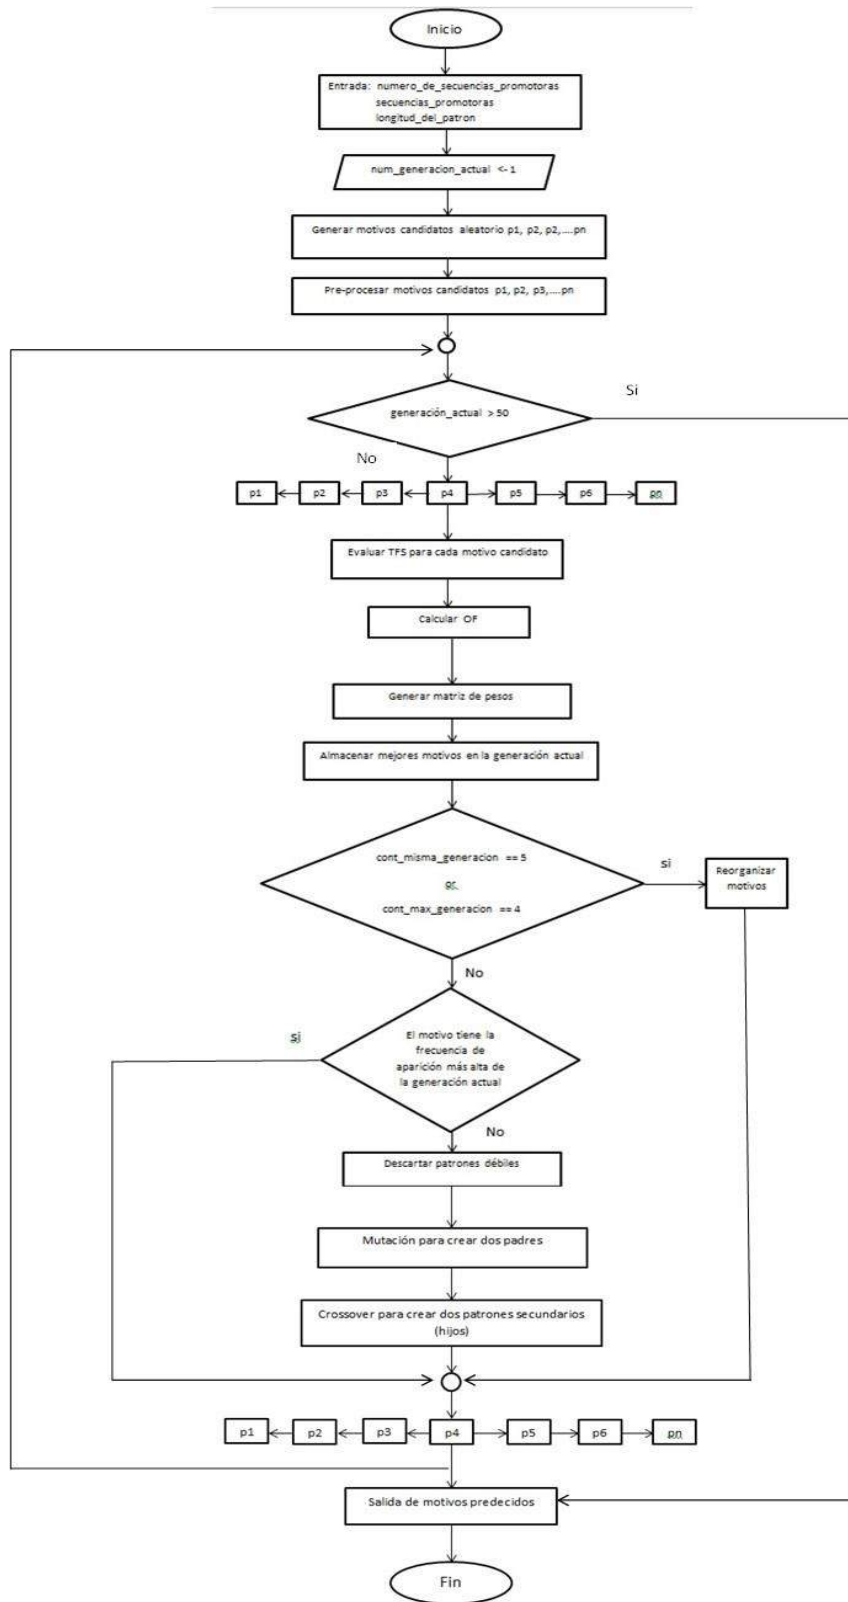 Inicio
Entrada: numero_de_secuencias_promotoras
secuencias_promotoras
longitud_del_patron
num_generacion_actual <- 1
Generar motivos candidatos aleatorio p1, p2, p2,....pn
Pre-procesar motivos candidatos p1, p2, p3,....pn
generación_actual > 50
Si
No
p1 p2 p3 p4 p5 p6 pn
Evaluar TFS para cada motivo candidato
Calcular OF
Generar matriz de pesos
Almacenar mejores motivos en la generación actual
cont_misma_generacion == 5
or
cont_max_generacion == 4
si
Reorganizar
motivos
No
si
El motivo tiene la
frecuencia de
aparición más alta de
la generación actual
No
Descartar patrones débiles
Mutación para crear dos padres
Crossover para crear dos patrones secundarios
(hijos)
p1 p2 p3 p4 p5 p6 pn
Salida de motivos predecidos
Fin